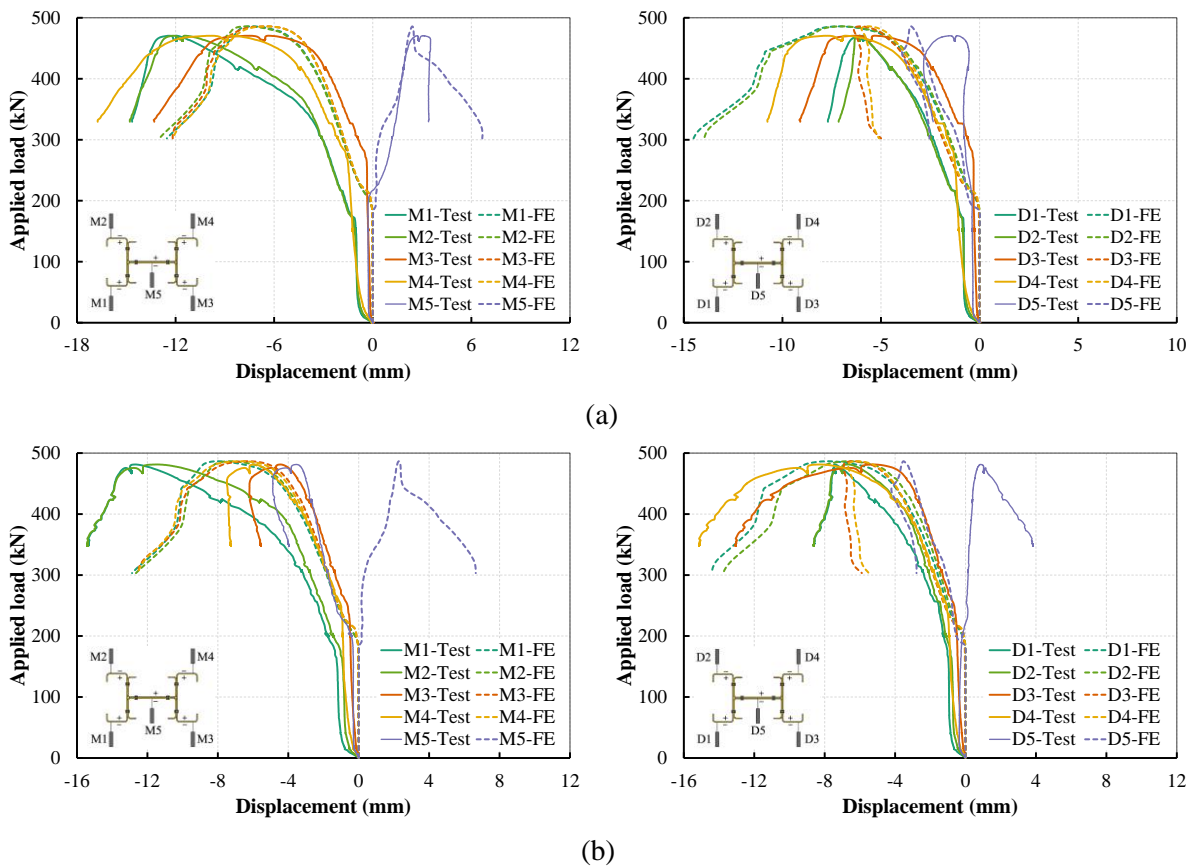 500
400
300
200
100
0
Applied load (kN)
-18 -12 -6 0 6 12
Displacement (mm)
M1-Test M1-FE
M2-Test M2-FE
M3-Test M3-FE
M4-Test M4-FE
M5-Test M5-FE
M2 M4
M5
M1 M3
500
400
300
200
100
0
Applied load (kN)
-15 -10 -5 0 5 10
Displacement (mm)
D1-Test D1-FE
D2-Test D2-FE
D3-Test D3-FE
D4-Test D4-FE
D5-Test D5-FE
D2 D4
D5
D1 D3
(a)
500
400
300
200
100
0
Applied load (kN)
-16 -12 -8 -4 0 4 8 12
Displacement (mm)
M1-Test M1-FE
M2-Test M2-FE
M3-Test M3-FE
M4-Test M4-FE
M5-Test M5-FE
M2 M4
M5
M1 M3
500
400
300
200
100
0
Applied load (kN)
-16 -12 -8 -4 0 4 8 12
Displacement (mm)
D1-Test D1-FE
D2-Test D2-FE
D3-Test D3-FE
D4-Test D4-FE
D5-Test D5-FE
D2 D4
D5
D1 D3
(b)